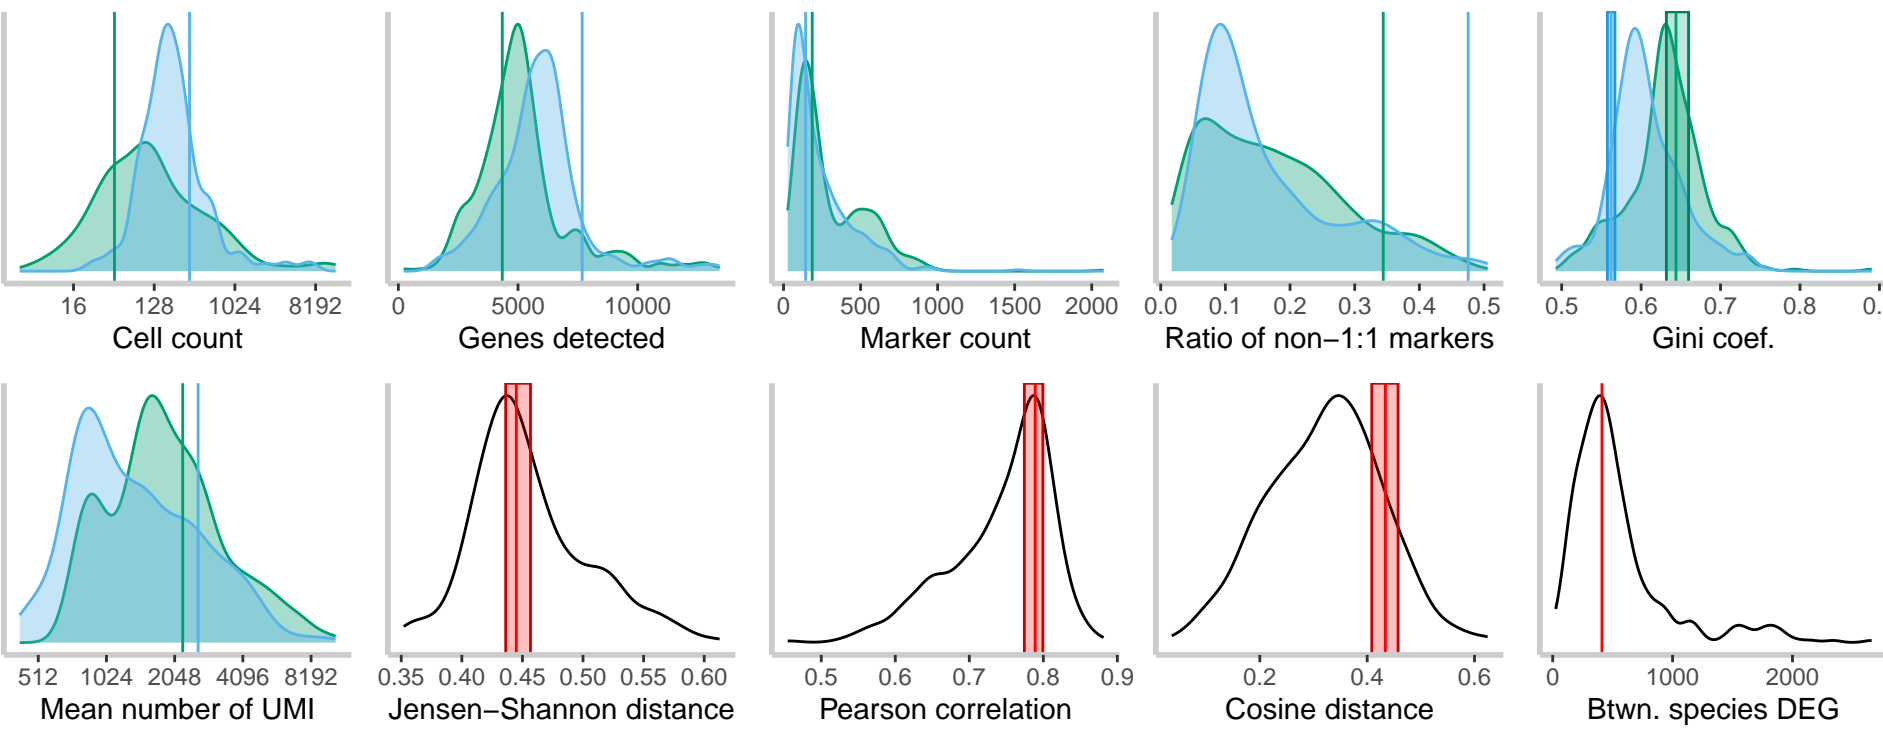 16 128 1024 8192
Cell count
0 5000 10000
Genes detected
0 500 1000 1500 2000
Marker count
0.0 0.1 0.2 0.3 0.4 0.5
Ratio of non−1:1 markers
0.5 0.6 0.7 0.8 0.
Gini coef.
512 1024 2048 4096 8192
Mean number of UMI
0.35 0.40 0.45 0.50 0.55 0.60
Jensen−Shannon distance
0.5 0.6 0.7 0.8 0.9
Pearson correlation
0.2 0.4 0.6
Cosine distance
0 1000 2000
Btwn. species DEG